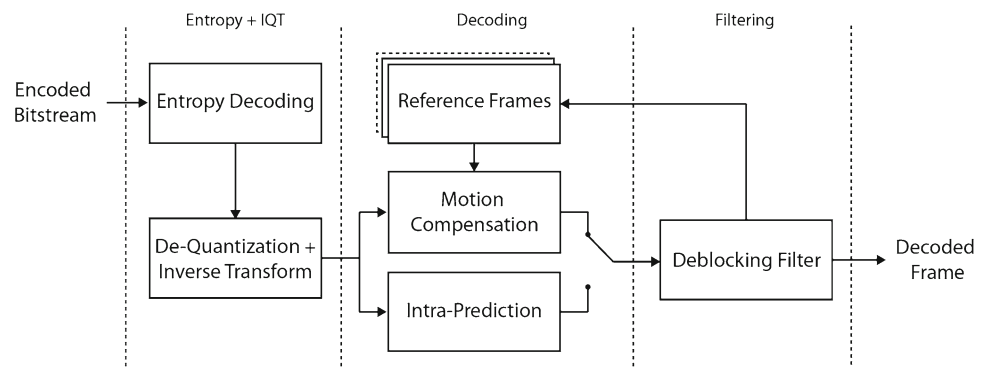 Entropy + IQT
Decoding
Filtering
Encoded
Bitstream
Entropy Decoding
Reference Frames
Motion
Compensation
De-Quantization +
Inverse Transform
Intra-Prediction
Deblocking Filter
Decoded
Frame